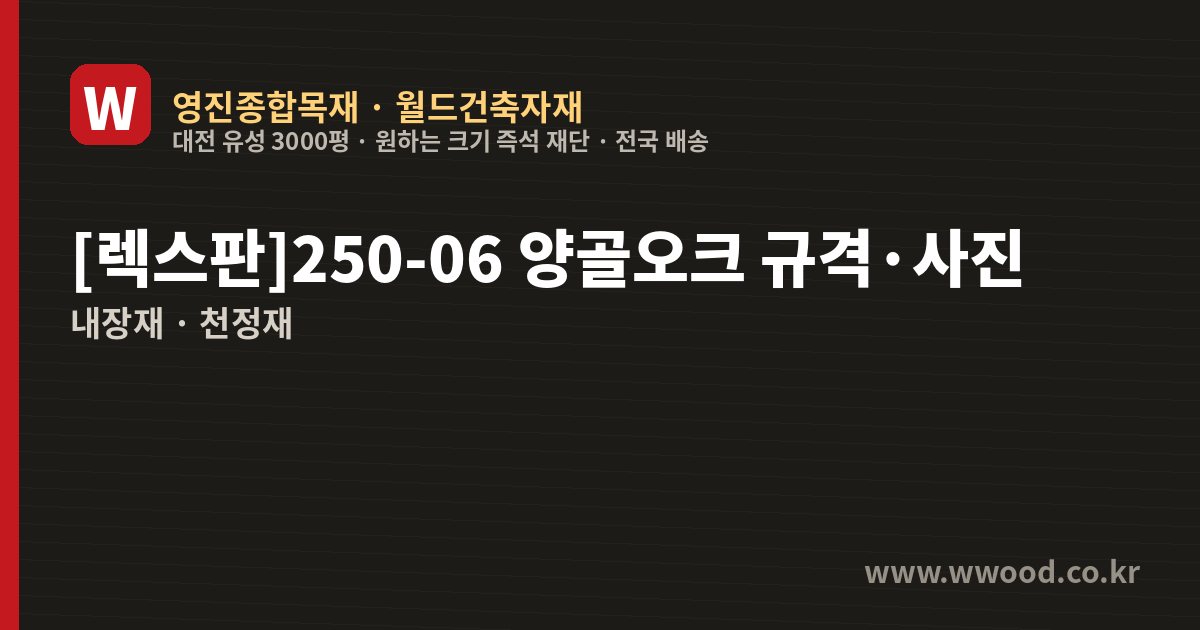 W
영진종합목재 · 월드건축자재
대전 유성 3000평 · 원하는 크기 즉석 재단 · 전국 배송
[렉스판]250-06 양골오크 규격·사진
내장재 · 천정재
www.wwood.co.kr